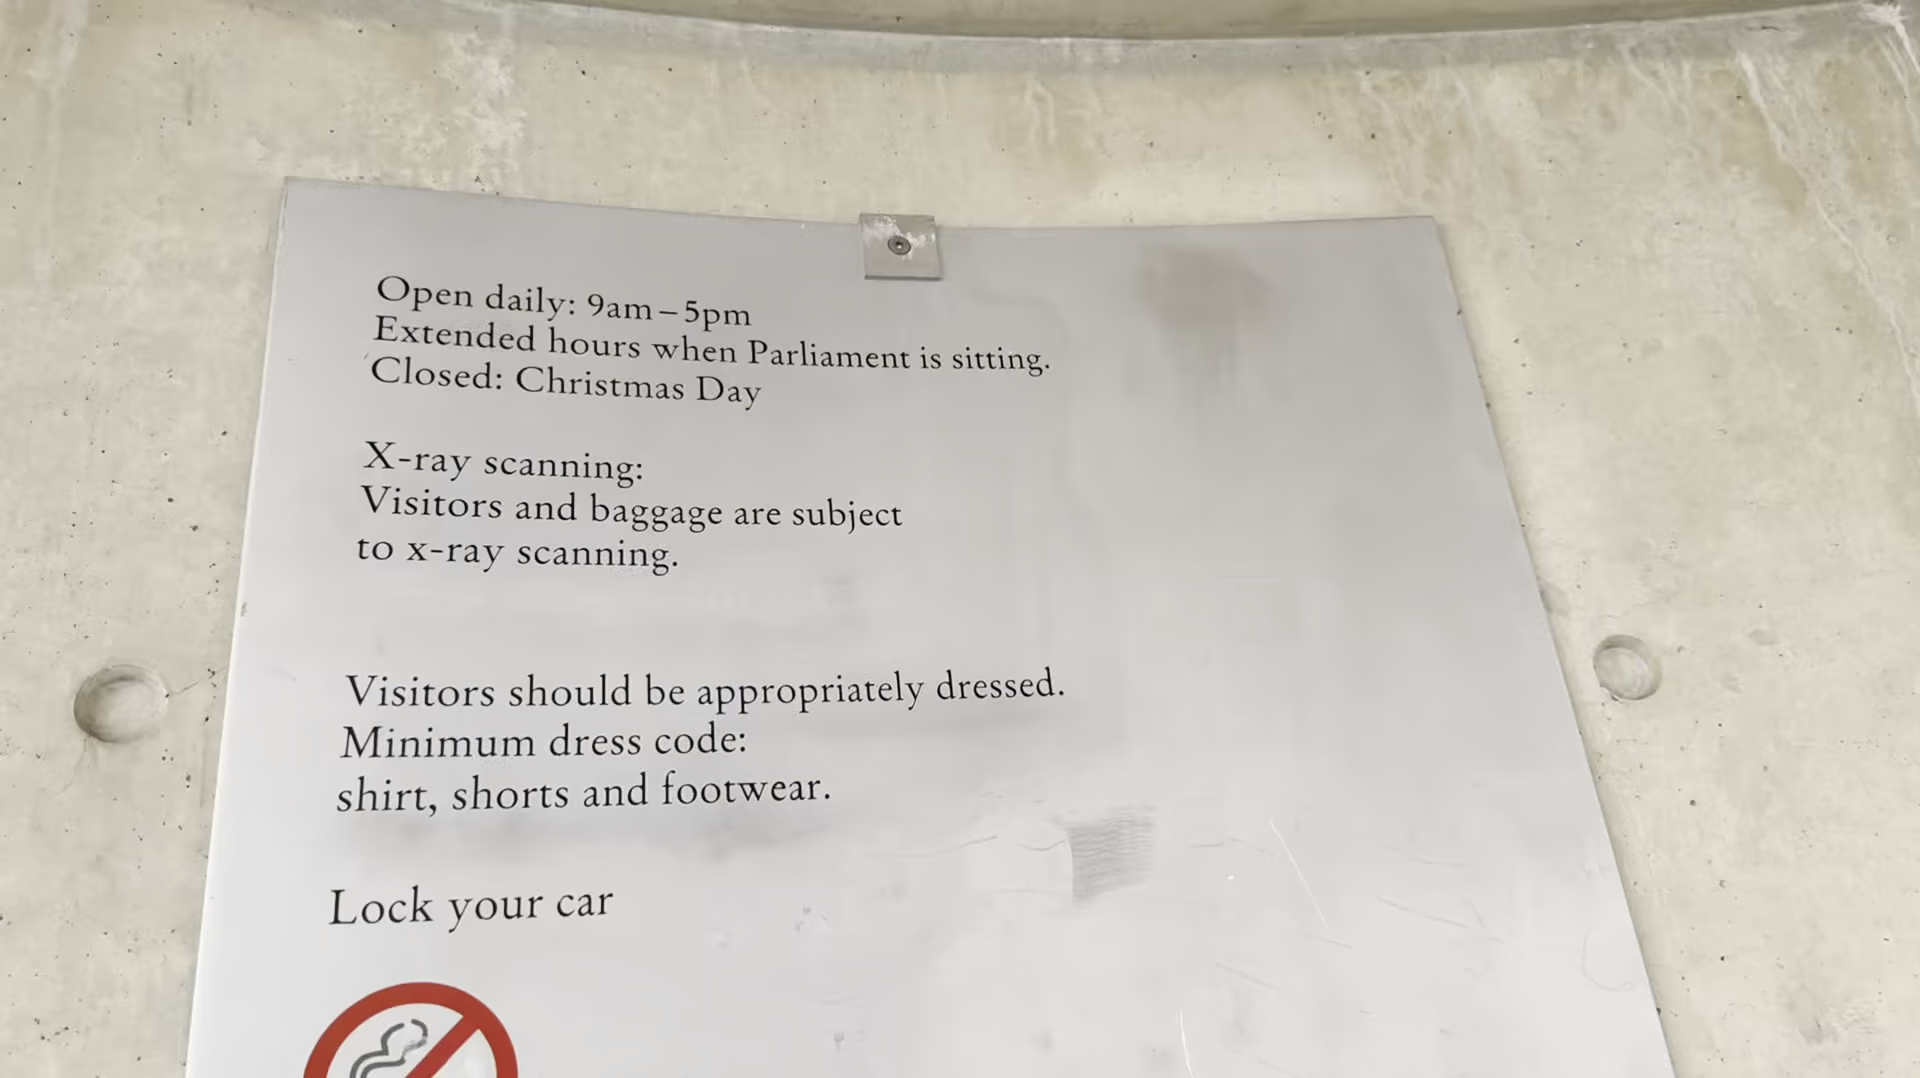 Open daily: 9am – 5pm
Extended hours when Parliament is sitting.
Closed: Christmas Day
X-ray scanning:
Visitors and baggage are subject
to x-ray scanning.
Visitors should be appropriately dressed.
Minimum dress code:
shirt, shorts and footwear.
Lock your car